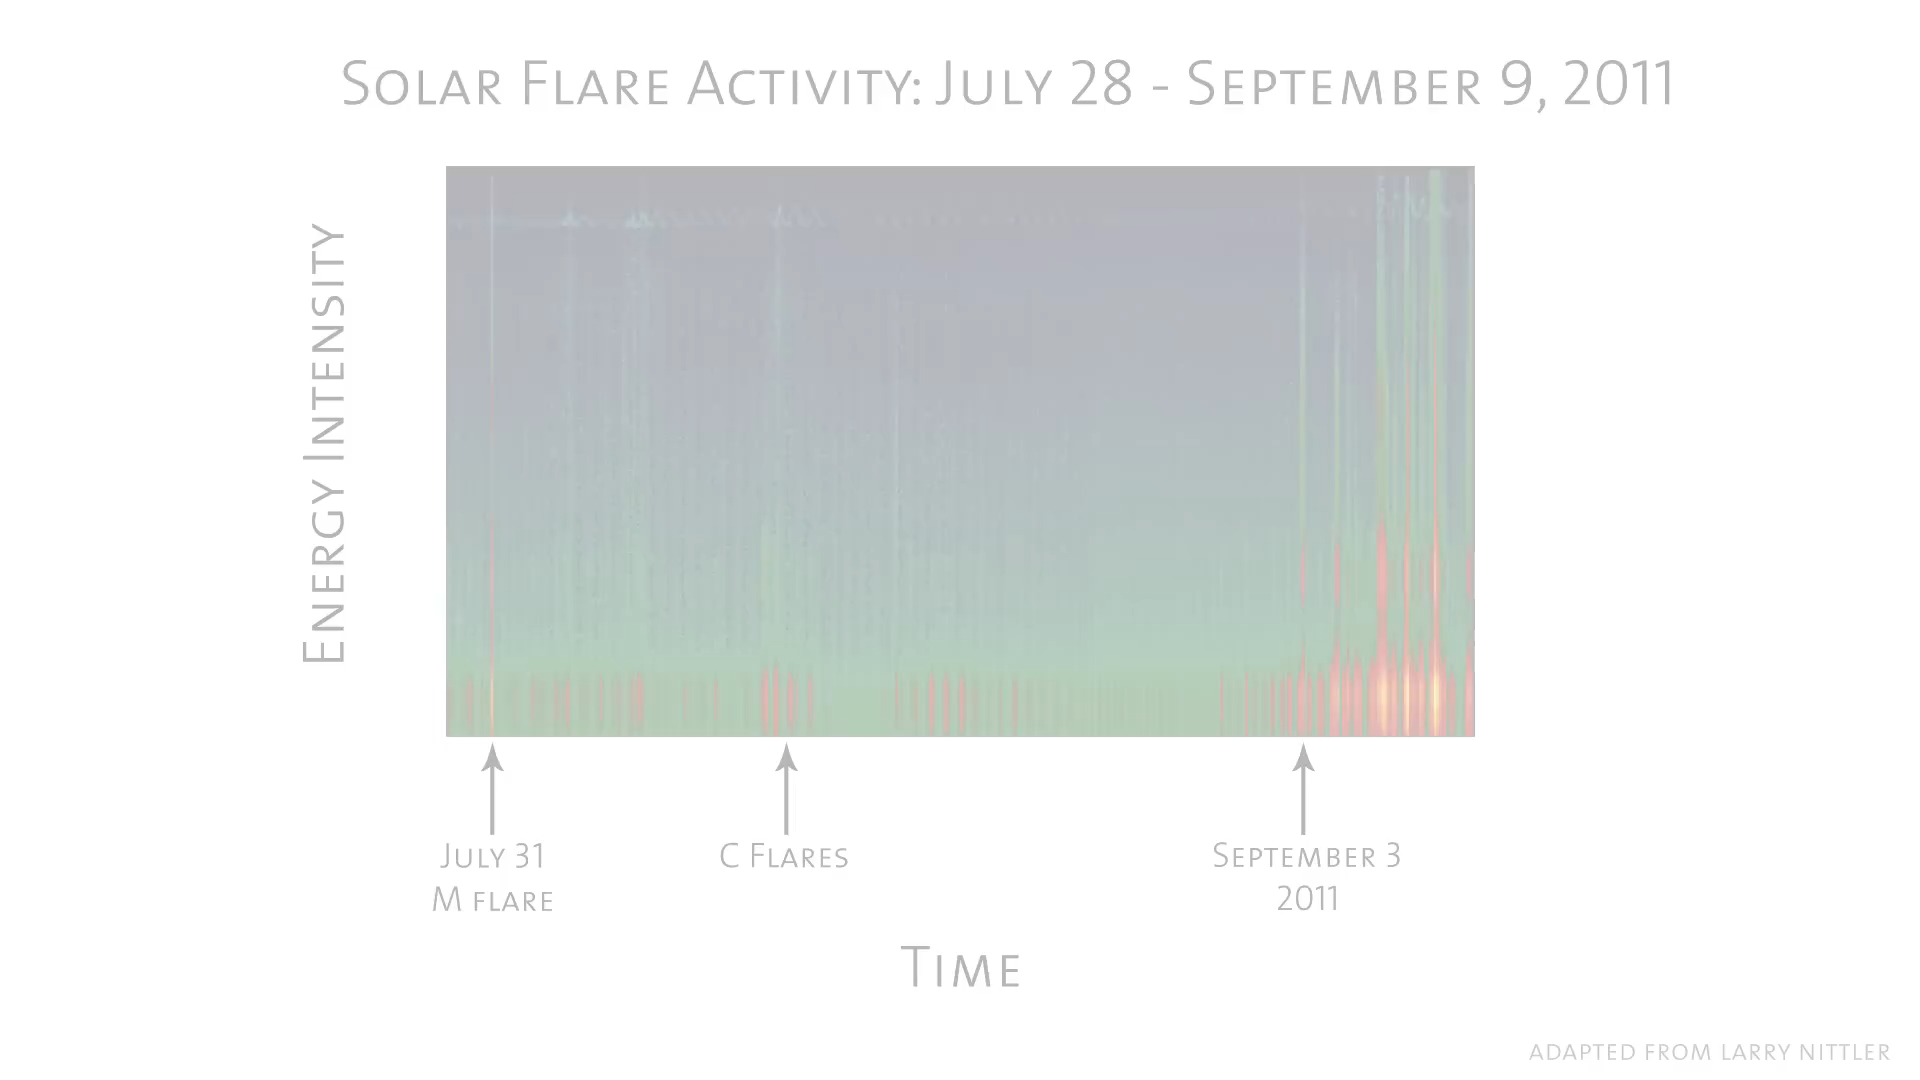 Solar Flare Activity: July 28 - September 9, 2011
Energy Intensity
July 31
M flare
C Flares
September 3
2011
Time
ADAPTED FROM LARRY NITTLER